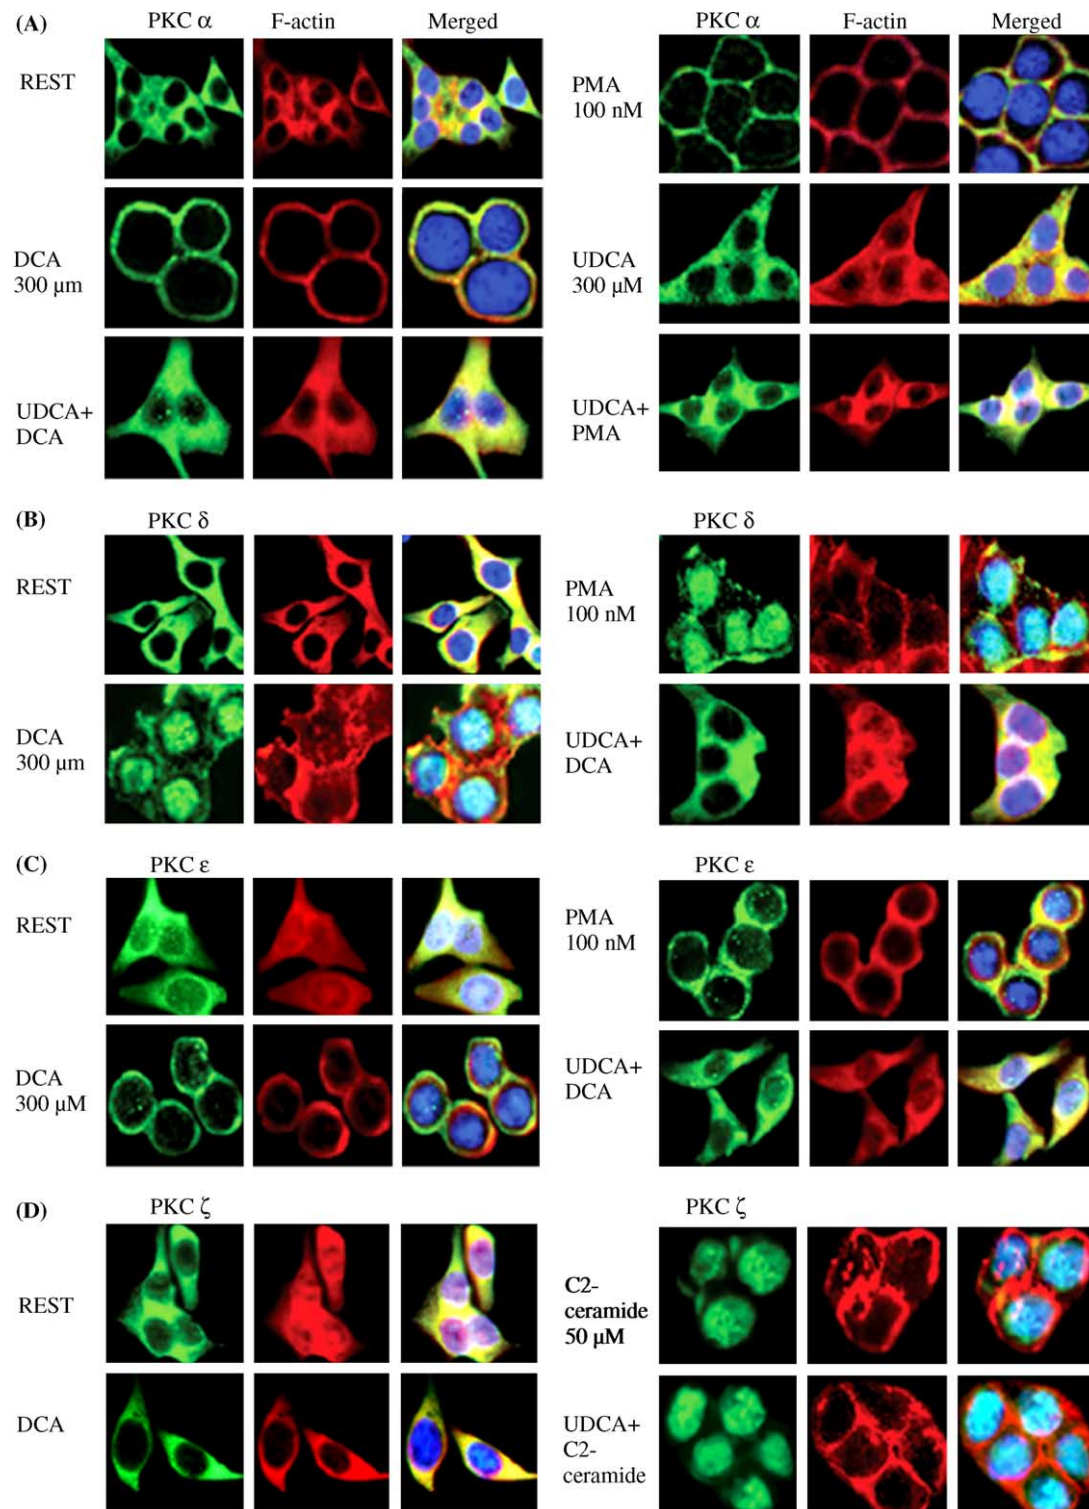 (A)
PKC α F-actin Merged
PKC α F-actin Merged
REST
PMA
100 nM
DCA
300 µm
UDCA
300 µM
UDCA+
DCA
UDCA+
PMA
(B)
PKC δ
PKC δ
REST
PMA
100 nM
DCA
300 µm
UDCA+
DCA
(C)
PKC ε
PKC ε
REST
PMA
100 nM
DCA
300 µM
UDCA+
DCA
(D)
PKC ζ
PKC ζ
REST
C2-
ceramide
50 µM
DCA
UDCA+
C2-
ceramide